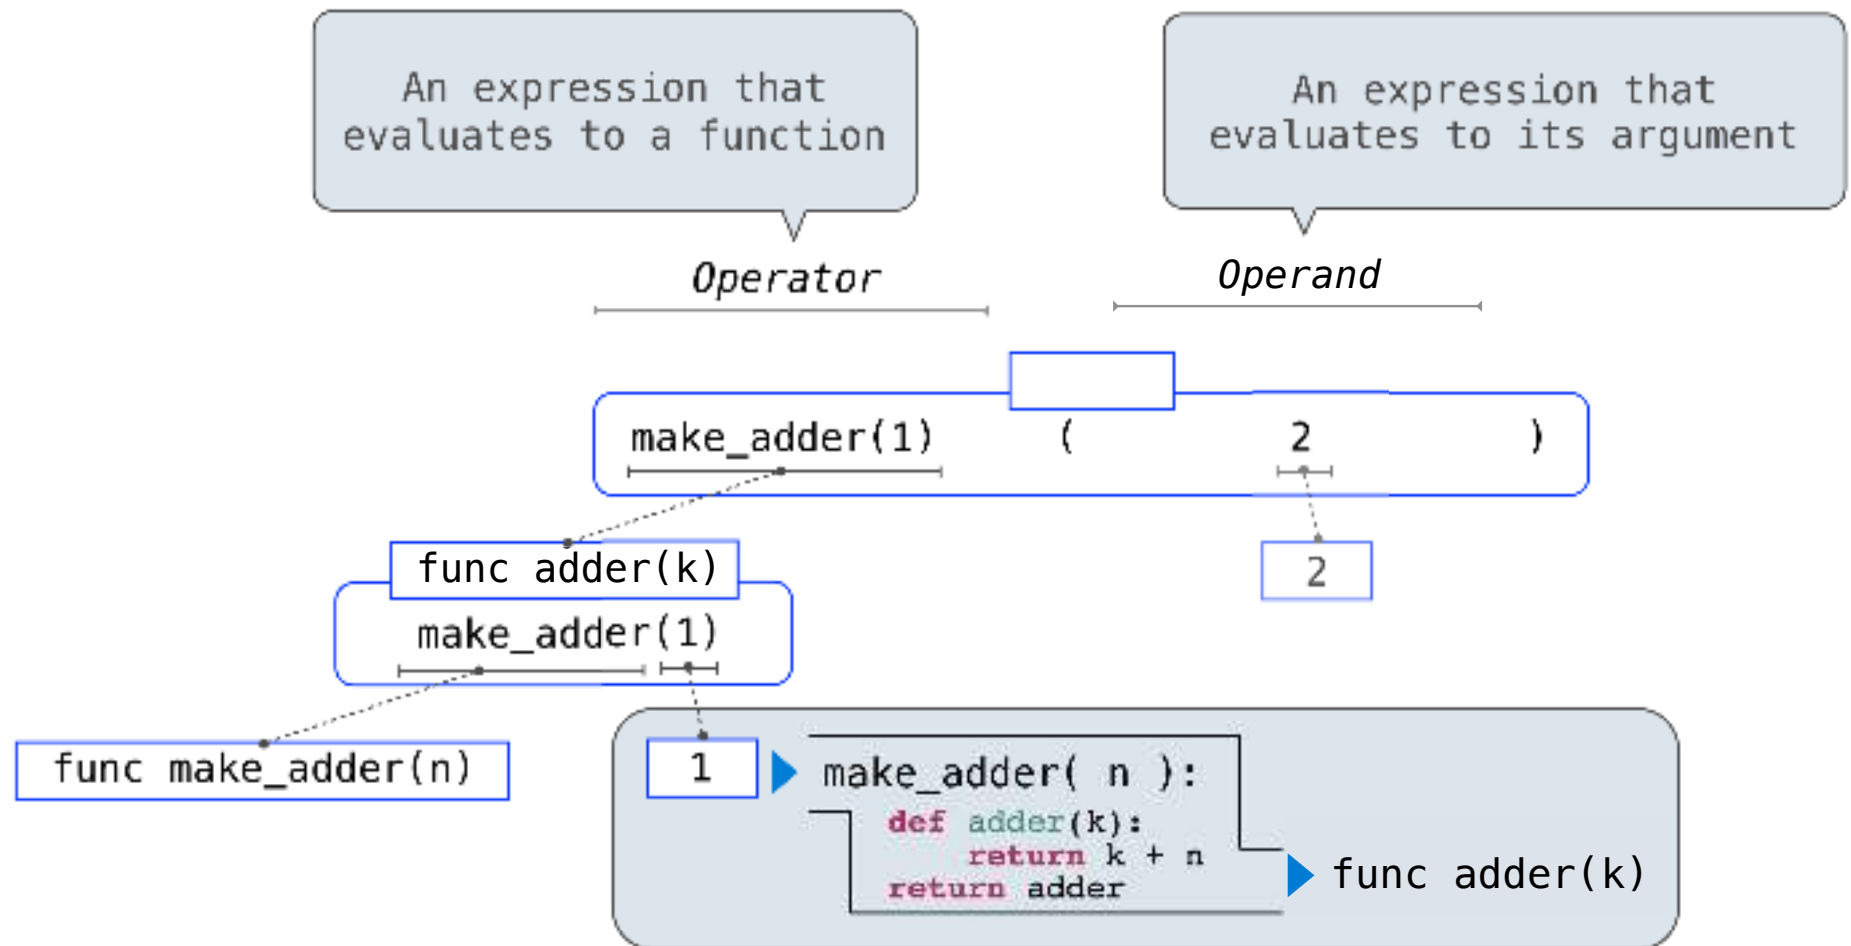 An expression that
evaluates to a function
An expression that
evaluates to its argument
Operator
Operand
make_adder(1) ( 2 )
func adder(k)
2
make_adder(1)
func make_adder(n)
1
make_adder( n ):
def adder(k):
return k + n
return adder
func adder(k)